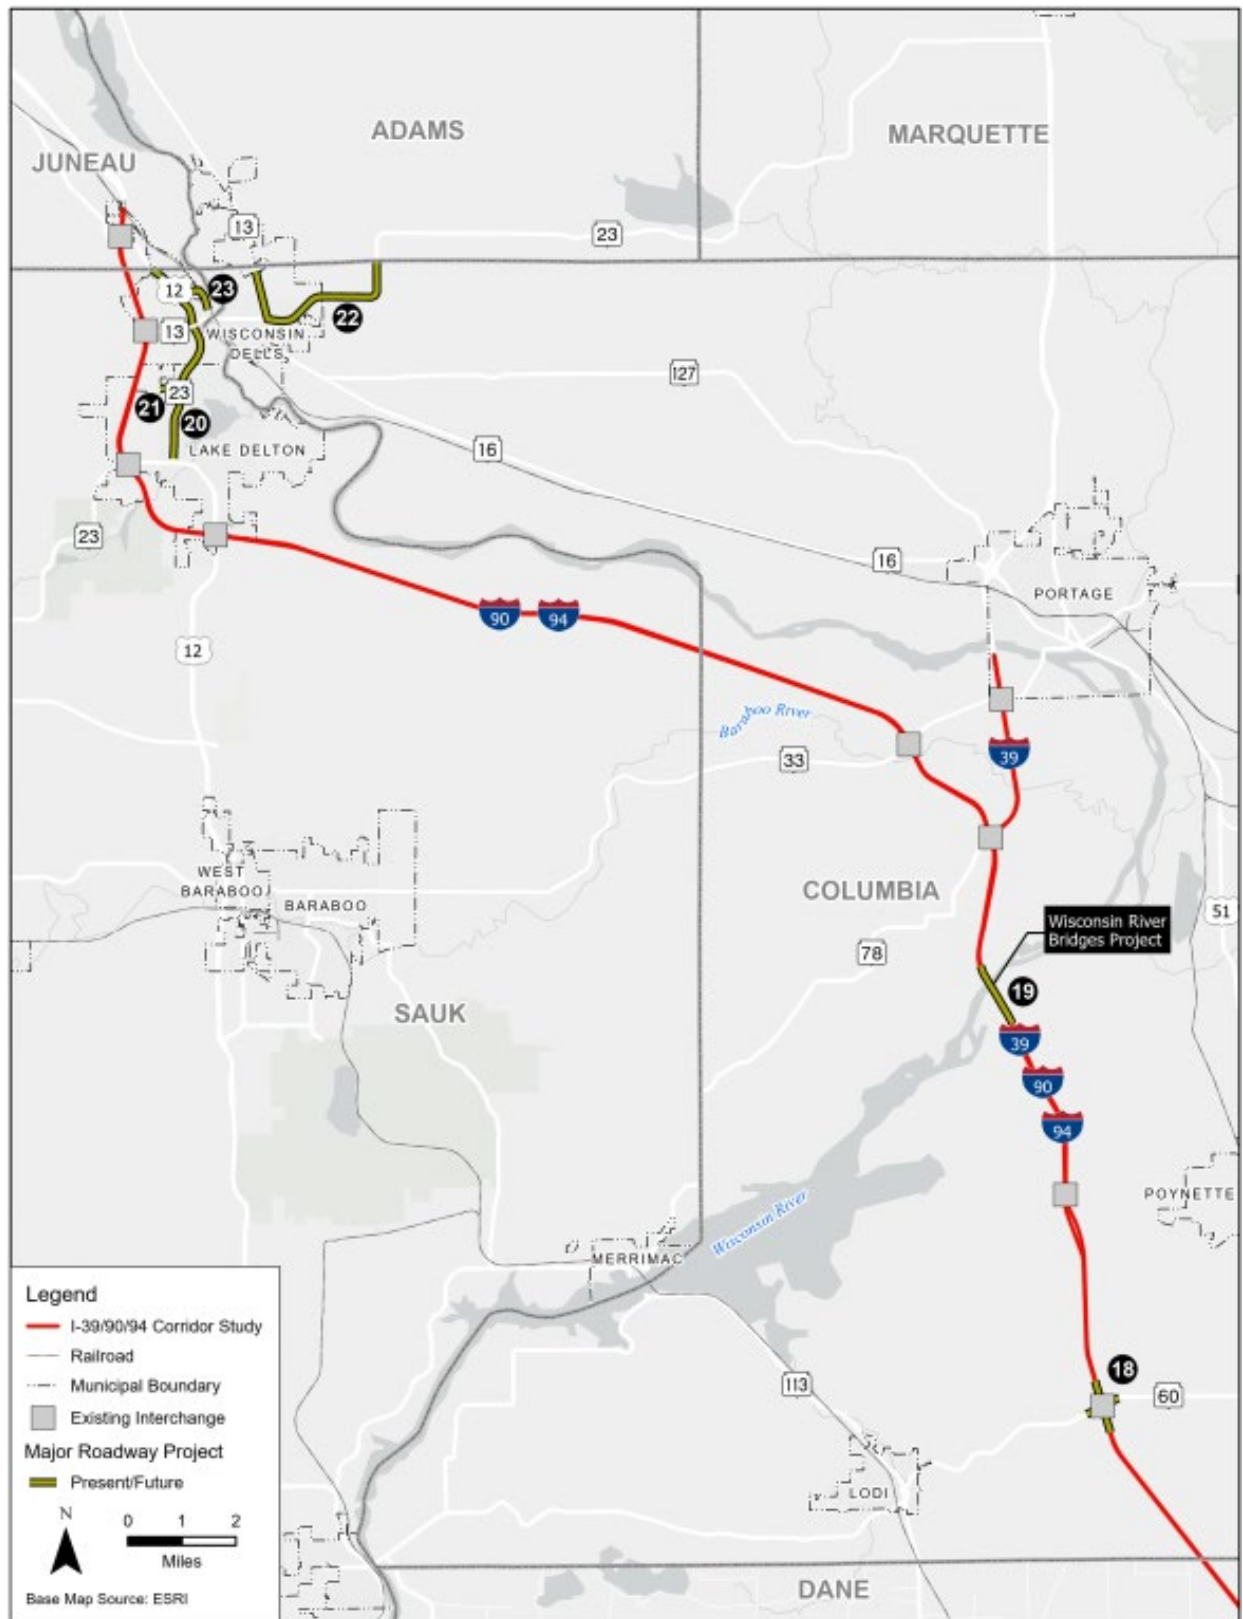 ADAMS
MARQUETTE
JUNEAU
13
23
12
23
22
13
WISCONSIN
DELLS
127
23
21
20
LAKE DELTON
16
23
16
PORTAGE
90
94
12
Baraboo River
39
33
WEST
BARABOO
BARABOO
COLUMBIA
51
Wisconsin River
Bridges Project
78
19
SAUK
39
90
94
POYNETTE
Wisconsin River
MERRIMAC
18
113
60
LODI
DANE
Legend
I-39/90/94 Corridor Study
Railroad
Municipal Boundary
Existing Interchange
Major Roadway Project
Present/Future
N
0 1 2
Miles
Base Map Source: ESRI